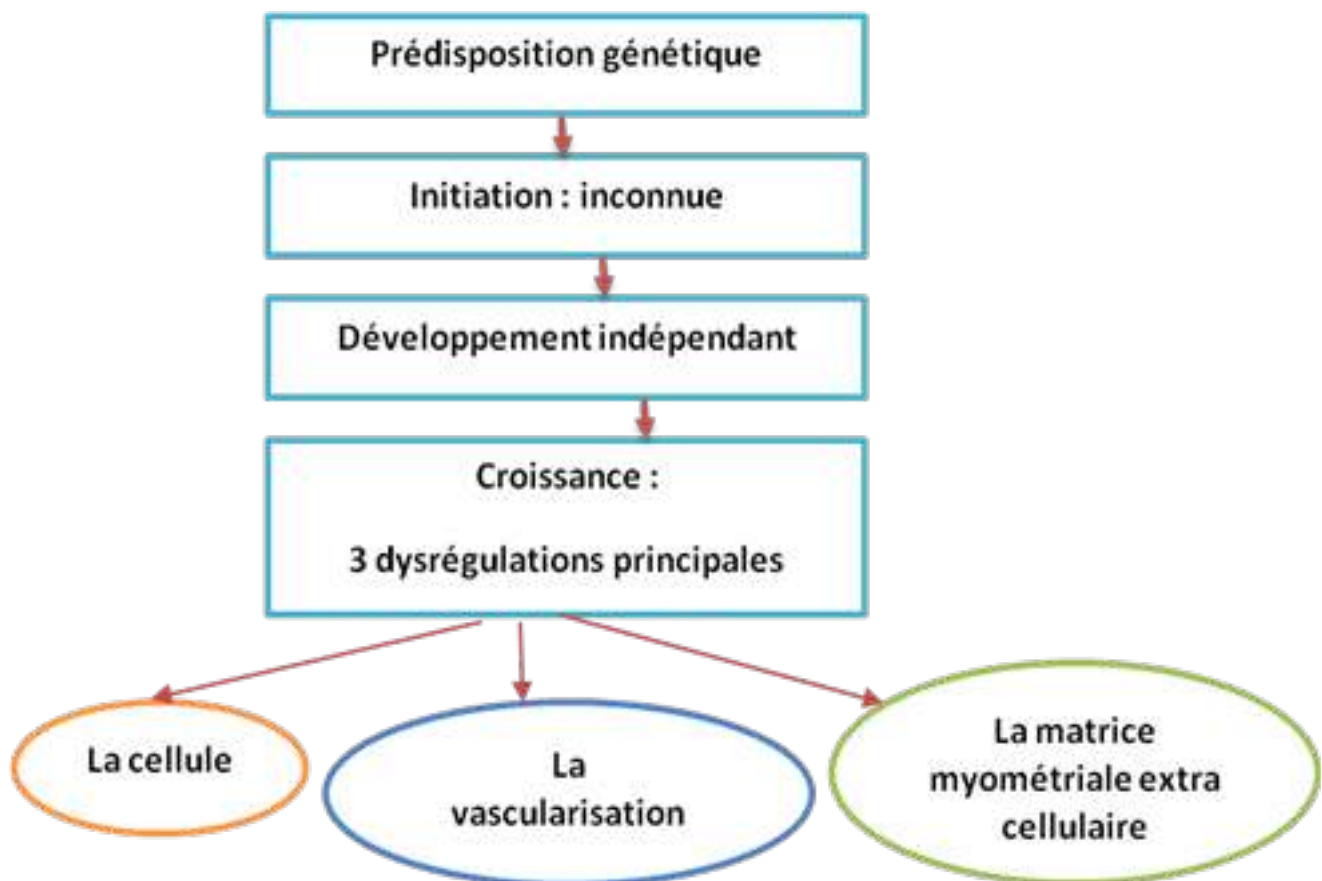 Prédisposition génétique
Initiation : inconnue
Développement indépendant
Croissance :
3 dysrégulations principales
La cellule
La
vascularisation
La matrice
myométriale extra
cellulaire